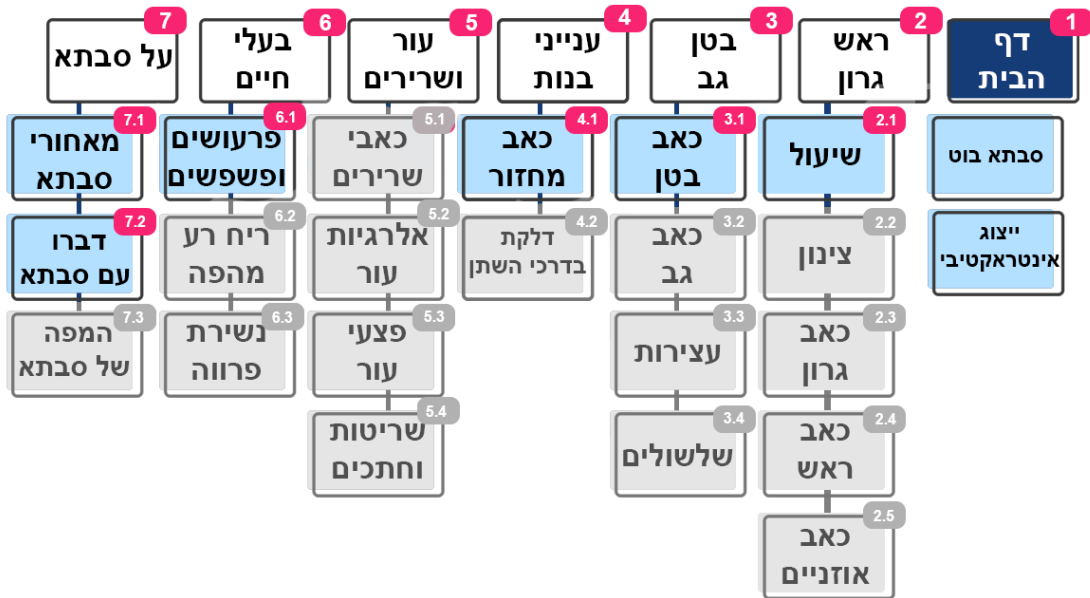 1
דף
הבית
סבתא בוט
ייצוג
אינטראקטיבי
2
ראש
גרון
2.1
שיעול
2.2
צינון
2.3
כאב
גרון
2.4
כאב
ראש
2.5
כאב
אוזניים
3
בטן
גב
3.1
כאב
בטן
3.2
כאב
גב
3.3
עצירות
3.4
שלשולים
4
ענייני
בנות
4.1
כאב
מחזור
4.2
דלקת
בדרכי השתן
5
עור
ושרירים
5.1
כאבי
שרירים
5.2
אלרגיות
עור
5.3
פצעי
עור
5.4
שריטות
וחתכים
6
בעלי
חיים
6.1
פרעושים
ופשפשים
6.2
ריח רע
מהפה
6.3
נשירת
פרווה
7
על סבתא
7.1
מאחורי
סבתא
7.2
דברו
עם סבתא
7.3
המפה
של סבתא